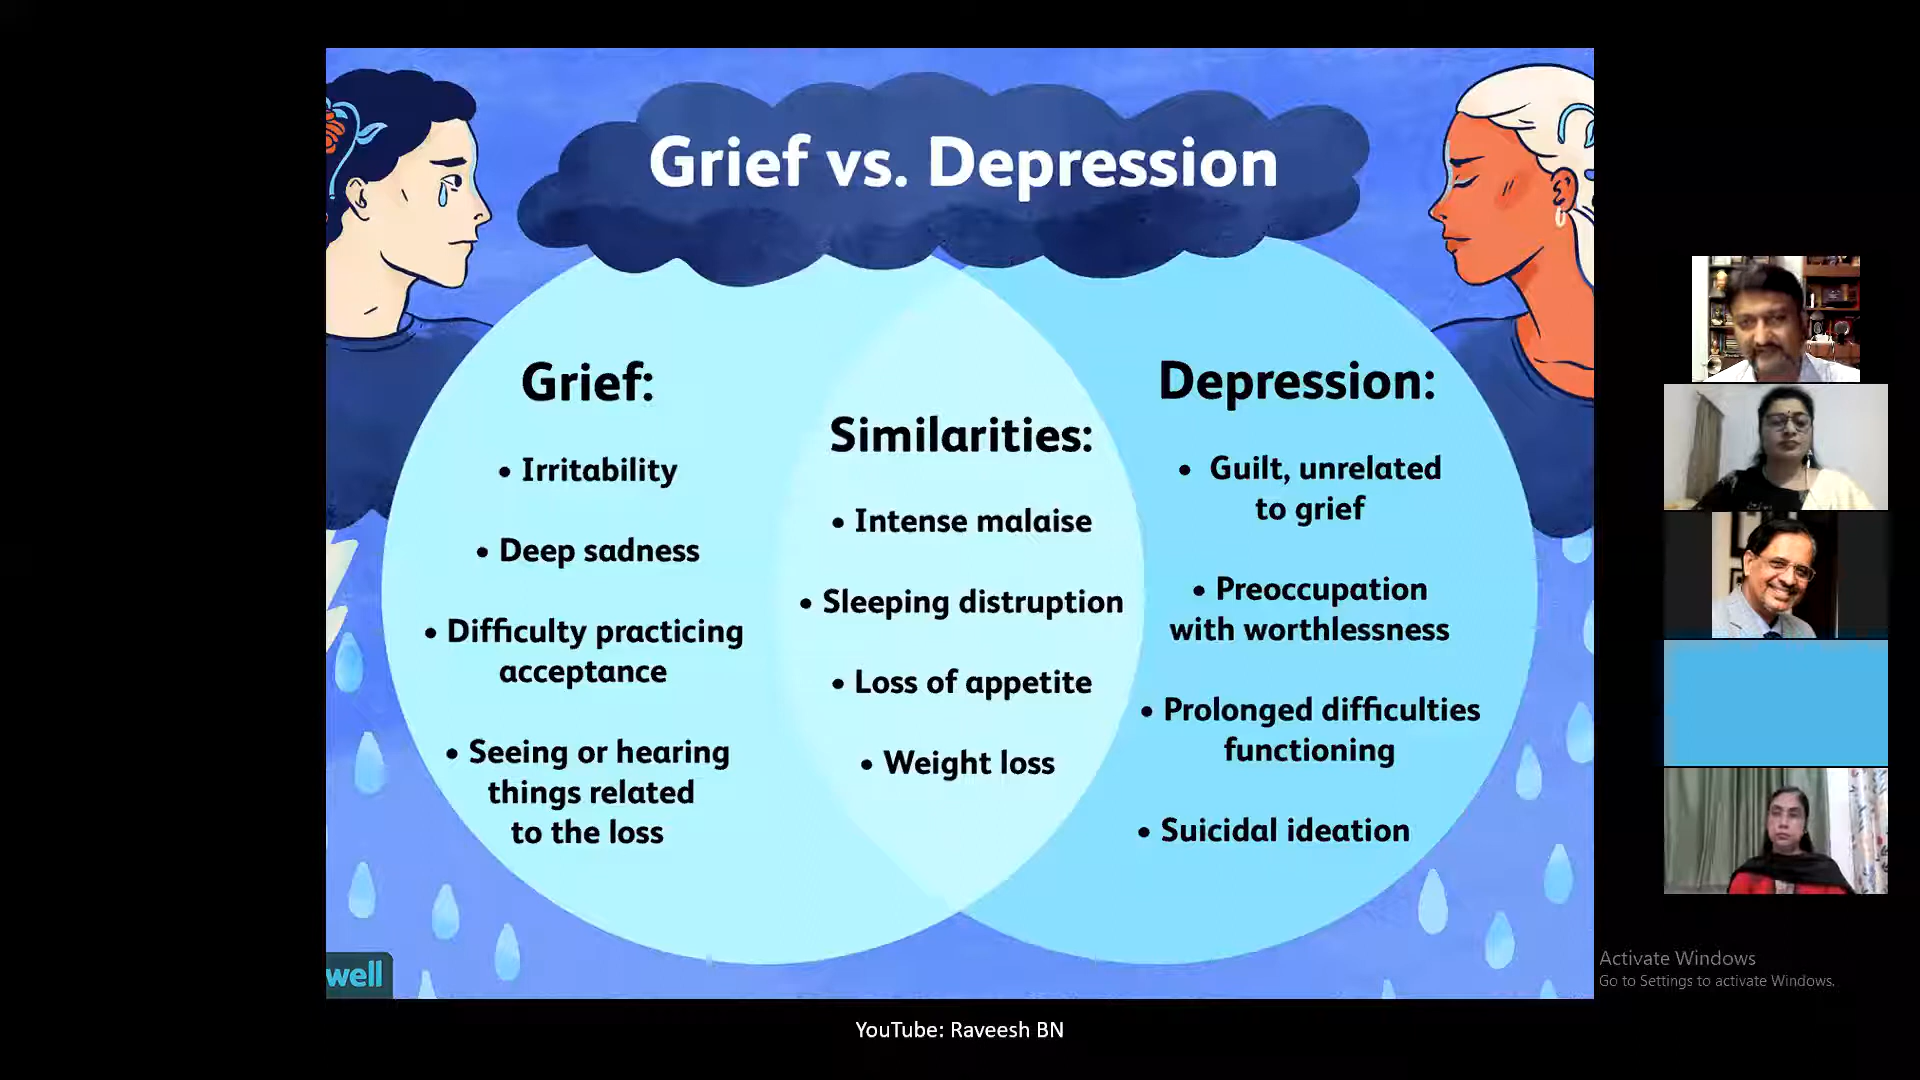 Grief vs. Depression
Grief:
• Irritability
• Deep sadness
• Difficulty practicing
acceptance
• Seeing or hearing
things related
to the loss
Similarities:
• Intense malaise
• Sleeping distruption
• Loss of appetite
• Weight loss
Depression:
• Guilt, unrelated
to grief
• Preoccupation
with worthlessness
• Prolonged difficulties
functioning
• Suicidal ideation
well
Activate Windows
Go to Settings to activate Windows.
YouTube: Raveesh BN